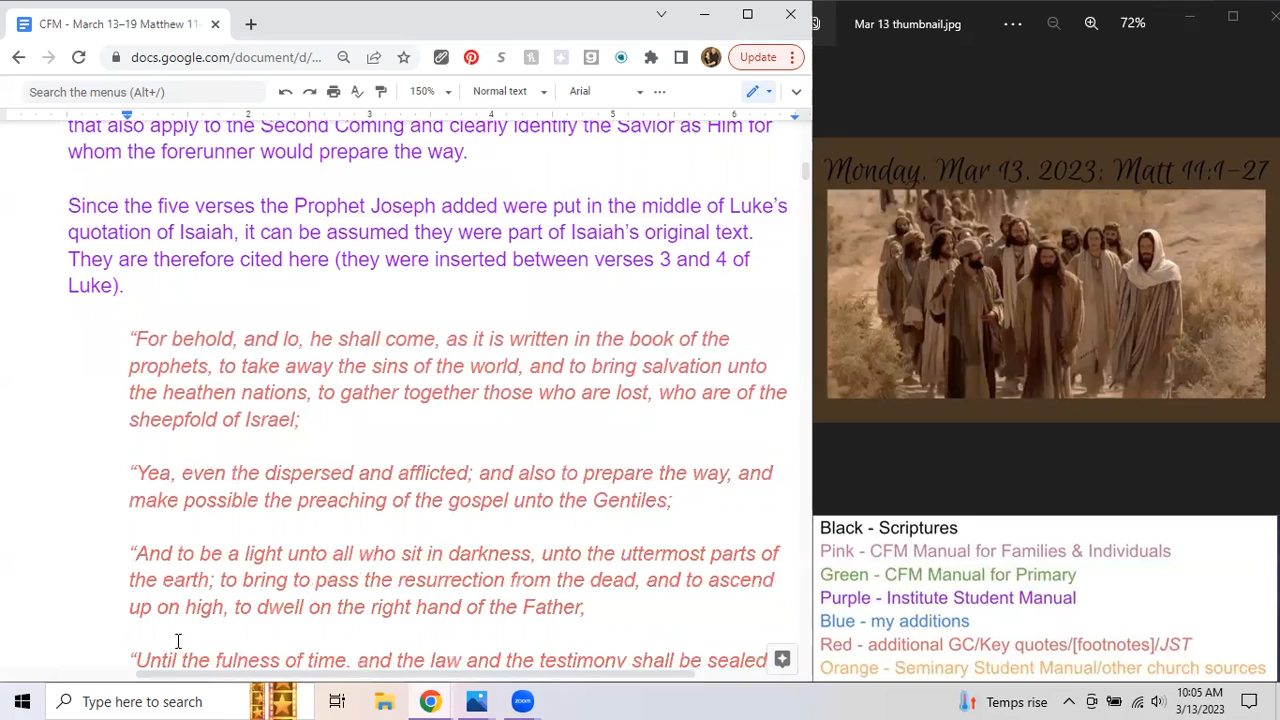 CFM - March 13–19 Matthew 11-
Mar 13 thumbnail.jpg
72%
docs.google.com/document/d/...
Update
Search the menus (Alt+/)
150%
Normal text
Arial
2 3 4 5 6
that also apply to the Second Coming and clearly identify the Savior as Him for
whom the forerunner would prepare the way.
Since the five verses the Prophet Joseph added were put in the middle of Luke’s
quotation of Isaiah, it can be assumed they were part of Isaiah’s original text.
They are therefore cited here (they were inserted between verses 3 and 4 of
Luke).
“For behold, and lo, he shall come, as it is written in the book of the
prophets, to take away the sins of the world, and to bring salvation unto
the heathen nations, to gather together those who are lost, who are of the
sheepfold of Israel;
“Yea, even the dispersed and afflicted; and also to prepare the way, and
make possible the preaching of the gospel unto the Gentiles;
“And to be a light unto all who sit in darkness, unto the uttermost parts of
the earth; to bring to pass the resurrection from the dead, and to ascend
up on high, to dwell on the right hand of the Father,
“Until the fulness of time, and the law and the testimony shall be sealed
Monday, Mar 13, 2023: Matt 11:1-27
Black - Scriptures
Pink - CFM Manual for Families & Individuals
Green - CFM Manual for Primary
Purple - Institute Student Manual
Blue - my additions
Red - additional GC/Key quotes/[footnotes]/JST
Orange - Seminary Student Manual/other church sources
Type here to search
zoom
Temps rise
10:05 AM
3/13/2023